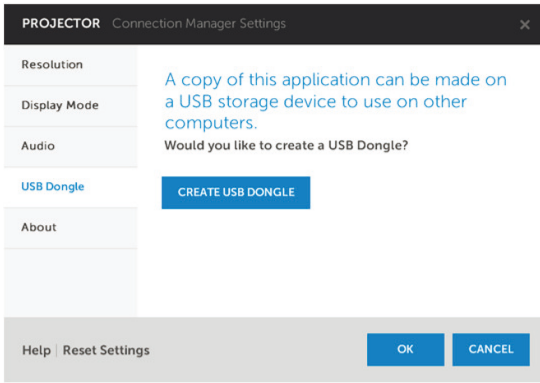 PROJECTOR Connection Manager Settings
Resolution
Display Mode
Audio
USB Dongle
About
A copy of this application can be made on
a USB storage device to use on other
computers.
Would you like to create a USB Dongle?
CREATE USB DONGLE
Help | Reset Settings
OK
CANCEL